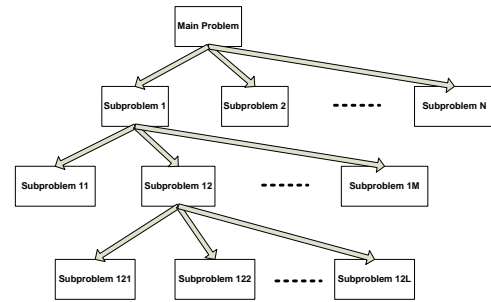 Main Problem
Subproblem 1
Subproblem 2
Subproblem N
Subproblem 11
Subproblem 12
Subproblem 1M
Subproblem 121
Subproblem 122
Subproblem 12L